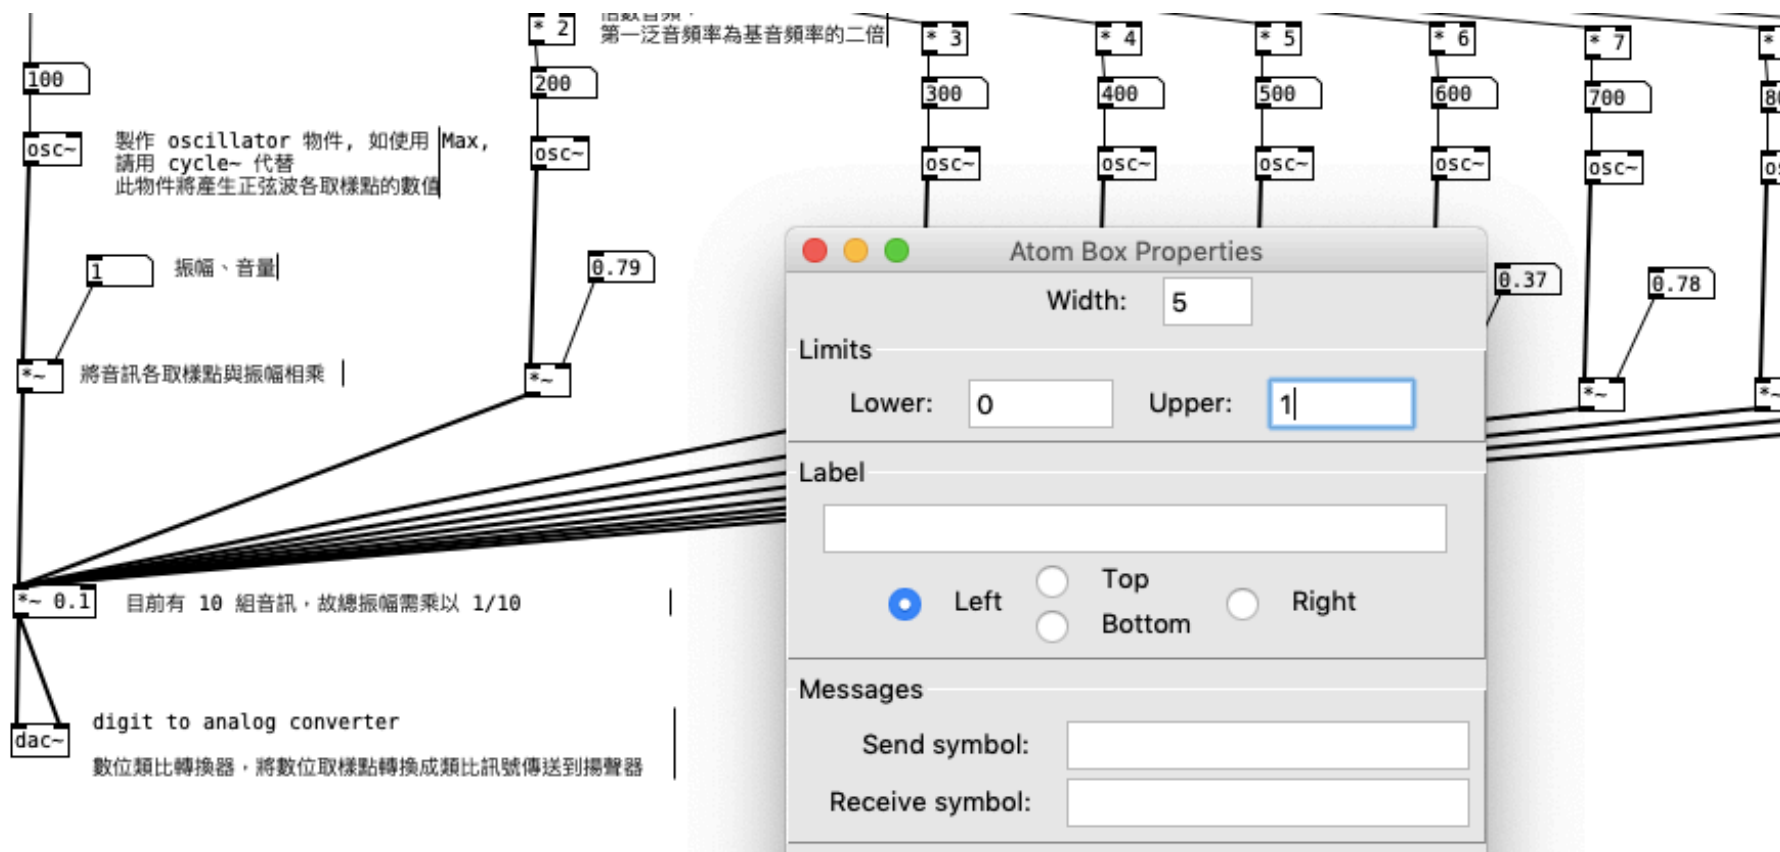 * 2
第一泛音頻率為基音頻率的二倍
* 3
* 4
* 5
* 6
* 7
*
100
200
300
400
500
600
700
osc~
製作 oscillator 物件, 如使用 Max,
請用 cycle~ 代替
此物件將產生正弦波各取樣點的數值
osc~
osc~
osc~
osc~
osc~
osc~
1
振幅、音量
0.79
Atom Box Properties
0.37
0.78
Width:
5
Limits
Lower:
0
Upper:
1
*~
將音訊各取樣點與振幅相乘
*~
*~
*~
Label
Left
Top
Bottom
Right
*~ 0.1
目前有 10 組音訊，故總振幅需乘以 1/10
Messages
Send symbol:
Receive symbol:
dac~
digit to analog converter
數位類比轉換器，將數位取樣點轉換成類比訊號傳送到揚聲器